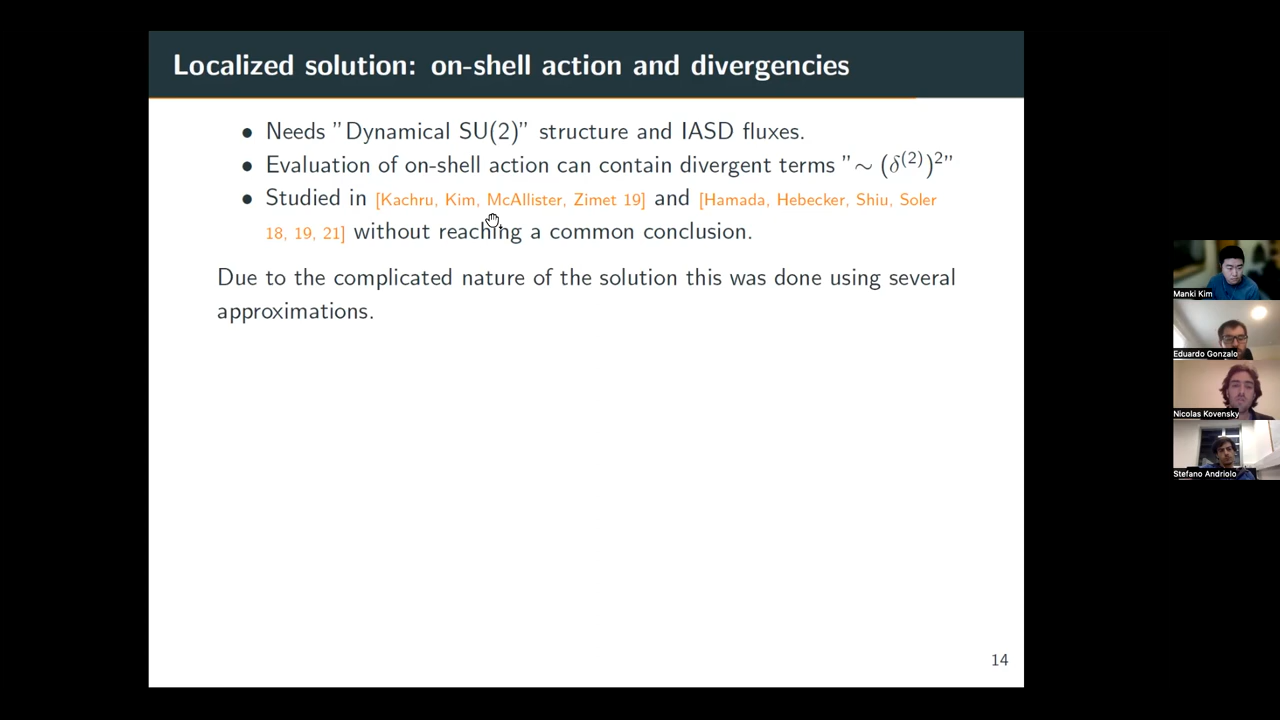 Localized solution: on-shell action and divergencies
• Needs "Dynamical SU(2)" structure and IASD fluxes.
• Evaluation of on-shell action can contain divergent terms "∼ (δ⁽²⁾)²"
• Studied in [Kachru, Kim, McAllister, Zimet 19] and [Hamada, Hebecker, Shiu, Soler
18, 19, 21] without reaching a common conclusion.
Due to the complicated nature of the solution this was done using several
approximations.
14
Manki Kim
Eduardo Gonzalo
Nicolas Kovensky
Stefano Andriolo